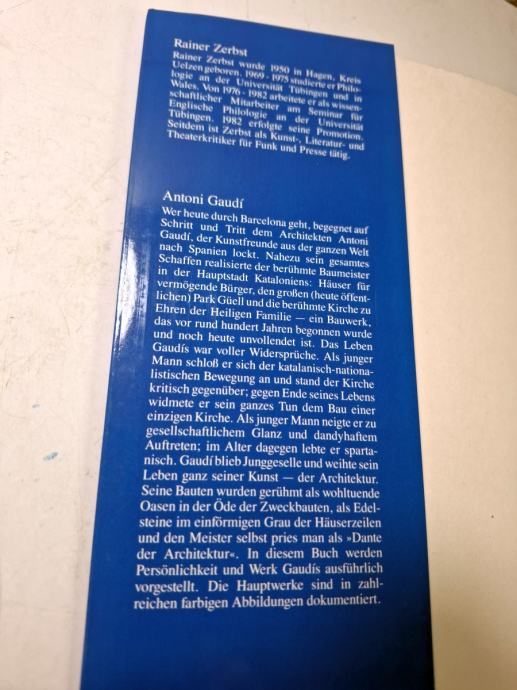 Rainer Zerbst
Rainer Zerbst wurde 1950 in Hagen, Kreis
Uelzen geboren. 1969 - 1975 studierte er Philo-
logie an der Universität Tübingen und in
Wales. Von 1976 - 1982 arbeitete er als wissen-
schaftlicher Mitarbeiter am Seminar für
Englische Philologie an der Universität
Tübingen. 1982 erfolgte seine Promotion.
Seitdem ist Zerbst als Kunst-, Literatur- und
Theaterkritiker für Funk und Presse tätig.
Antoni Gaudí
Wer heute durch Barcelona geht, begegnet auf
Schritt und Tritt dem Architekten Antoni
Gaudí, der Kunstfreunde aus der ganzen Welt
nach Spanien lockt. Nahezu sein gesamtes
Schaffen realisierte der berühmte Baumeister
in der Hauptstadt Kataloniens: Häuser für
vermögende Bürger, den großen (heute öffent-
lichen) Park Güell und die berühmte Kirche zu
Ehren der Heiligen Familie — ein Bauwerk,
das vor rund hundert Jahren begonnen wurde
und noch heute unvollendet ist. Das Leben
Gaudís war voller Widersprüche. Als junger
Mann schloß er sich der katalanisch-nationa-
listischen Bewegung an und stand der Kirche
kritisch gegenüber; gegen Ende seines Lebens
widmete er sein ganzes Tun dem Bau einer
einzigen Kirche. Als junger Mann neigte er zu
gesellschaftlichem Glanz und dandyhaftem
Auftreten; im Alter dagegen lebte er sparta-
nisch. Gaudí blieb Junggeselle und weihte sein
Leben ganz seiner Kunst — der Architektur.
Seine Bauten wurden gerühmt als wohltuende
Oasen in der Öde der Zweckbauten, als Edel-
steine im einförmigen Grau der Häuserzeilen
und den Meister selbst pries man als »Dante
der Architektur«. In diesem Buch werden
Persönlichkeit und Werk Gaudís ausführlich
vorgestellt. Die Hauptwerke sind in zahl-
reichen farbigen Abbildungen dokumentiert.